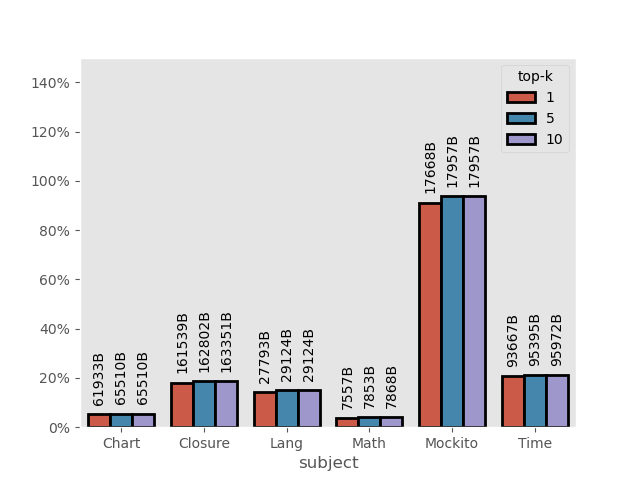 140%
120%
100%
80%
60%
40%
20%
0%
top-k
1
5
10
61933B
65510B
65510B
161539B
162802B
163351B
27793B
29124B
29124B
7557B
7853B
7868B
17668B
17957B
17957B
93667B
95395B
95972B
Chart
Closure
Lang
Math
Mockito
Time
subject